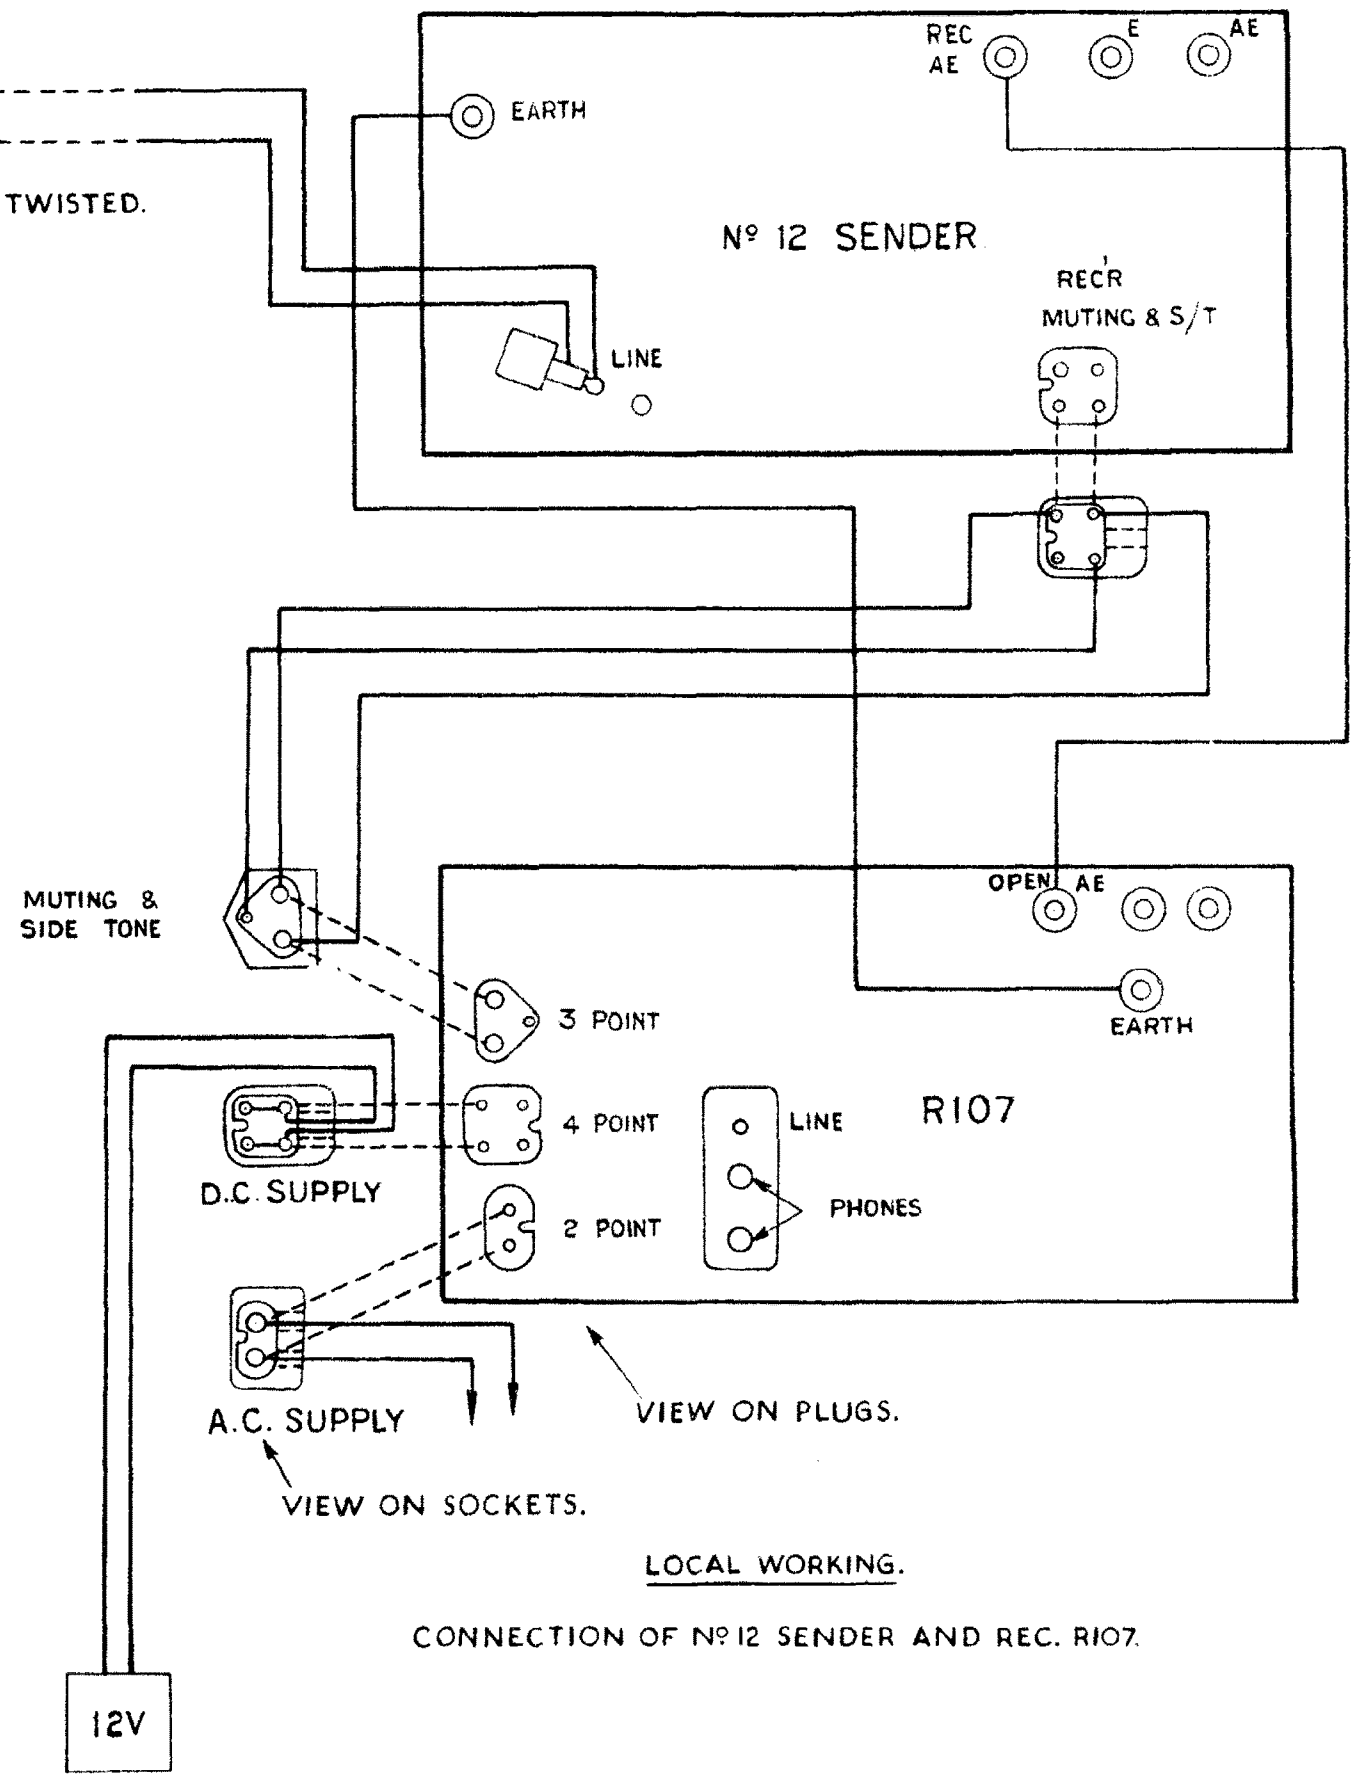 REC
AE
E
AE
EARTH
TWISTED.
Nº 12 SENDER
REC'R
MUTING & S/T
LINE
MUTING &
SIDE TONE
OPEN AE
3 POINT
EARTH
4 POINT
LINE
R107
D.C. SUPPLY
2 POINT
PHONES
A.C. SUPPLY
VIEW ON PLUGS.
VIEW ON SOCKETS.
LOCAL WORKING.
CONNECTION OF Nº 12 SENDER AND REC. R107.
12V